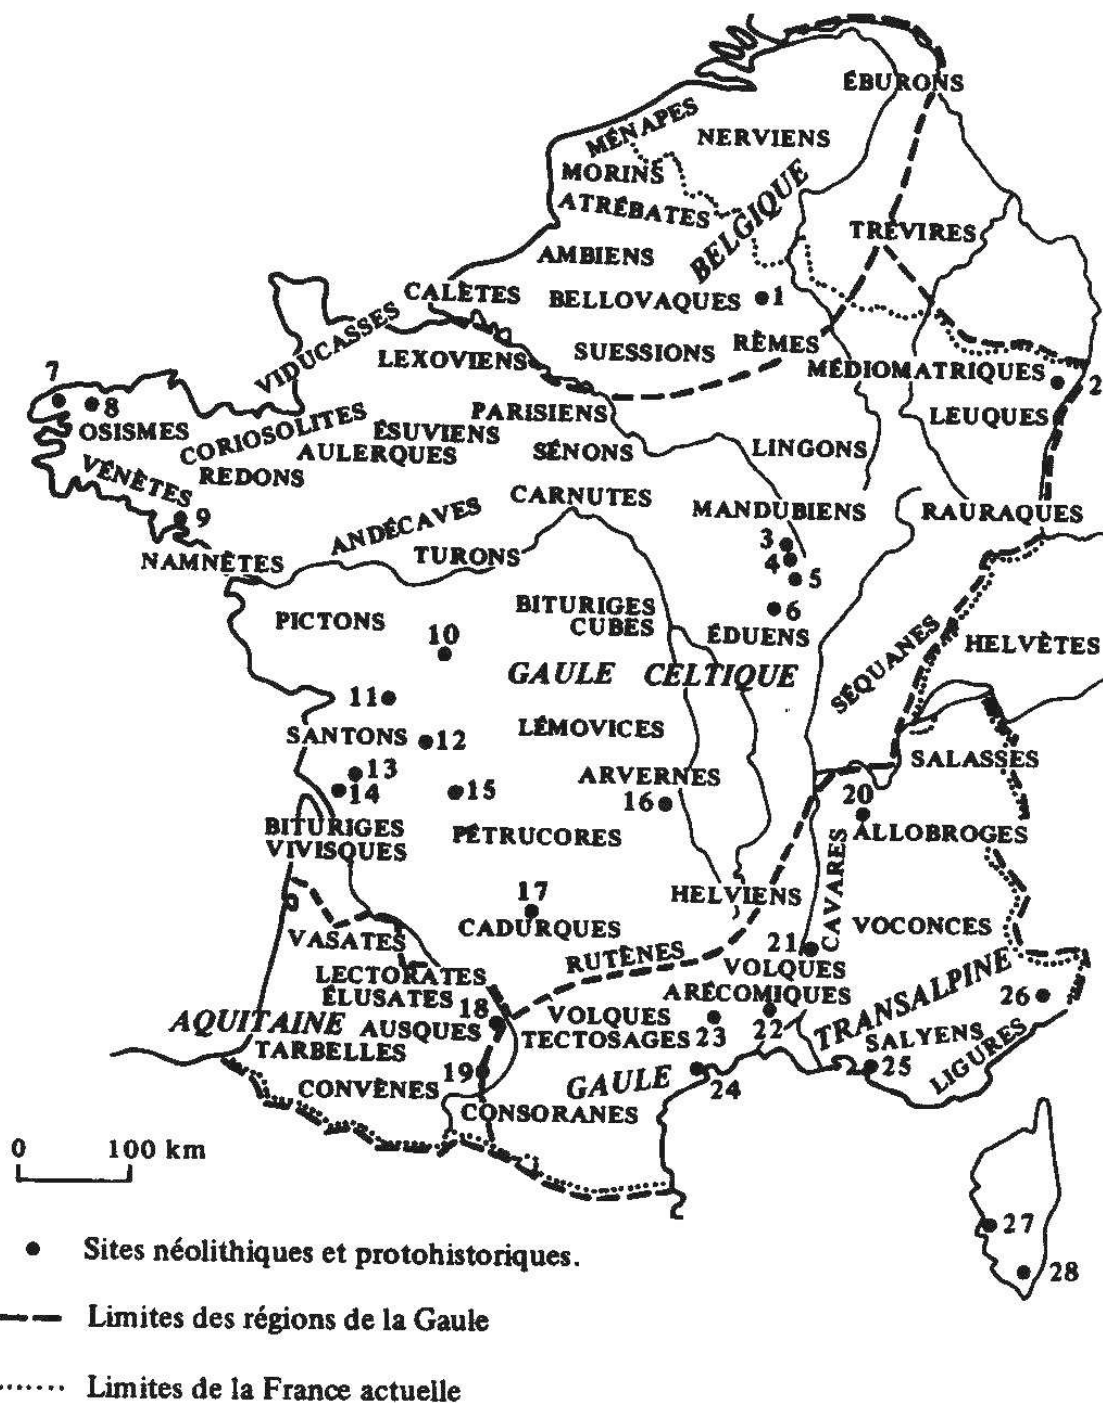 ÉBURONS
MÉNAPES
NERVIENS
MORINS
ATRÉBATES
BELGIQUE
TRÉVIRES
AMBIENS
CALÈTES
BELLOVAQUES
1
VIDUCASSES
LEXOVIENS
SUESSIONS
RÈMES
MÉDIOMATRIQUES
2
7
8
OSISMES
CORIOSOLITES
PARISIENS
LEUQUES
ÉSUVIENS
AULERQUES
SÉNONS
LINGONS
VÉNÈTES
REDONS
9
CARNUTES
MANDUBIENS
RAURAQUES
ANDÉCAVES
NAMNÈTES
TURONS
3
4
5
6
PICTONS
BITURIGES
CUBES
ÉDUENS
SÉQUANES
HELVÈTES
10
GAULE CELTIQUE
11
SANTONS
12
LÉMOVICES
SALASSES
13
14
15
ARVERNES
16
20
BITURIGES
VIVISQUES
PÉTRUCORES
ALLOBROGES
CAVARES
HELVIENS
17
CADURQUES
VOCONCES
VASATES
RUTÈNES
21
LECTORATES
ÉLUSATES
VOLQUES
ARÉCOMIQUES
TRANSALPINE
26
18
AQUITAINE
AUSQUES
VOLQUES
TECTOSAGES
23
22
SALYENS
LIGURES
TARBELLES
19
CONVÈNES
GAULE
24
25
CONSORANES
0 100 km
27
28
Sites néolithiques et protohistoriques.
Limites des régions de la Gaule
Limites de la France actuelle